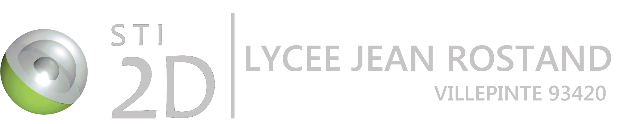 STI
2D
LYCEE JEAN ROSTAND
VILLEPINTE 93420